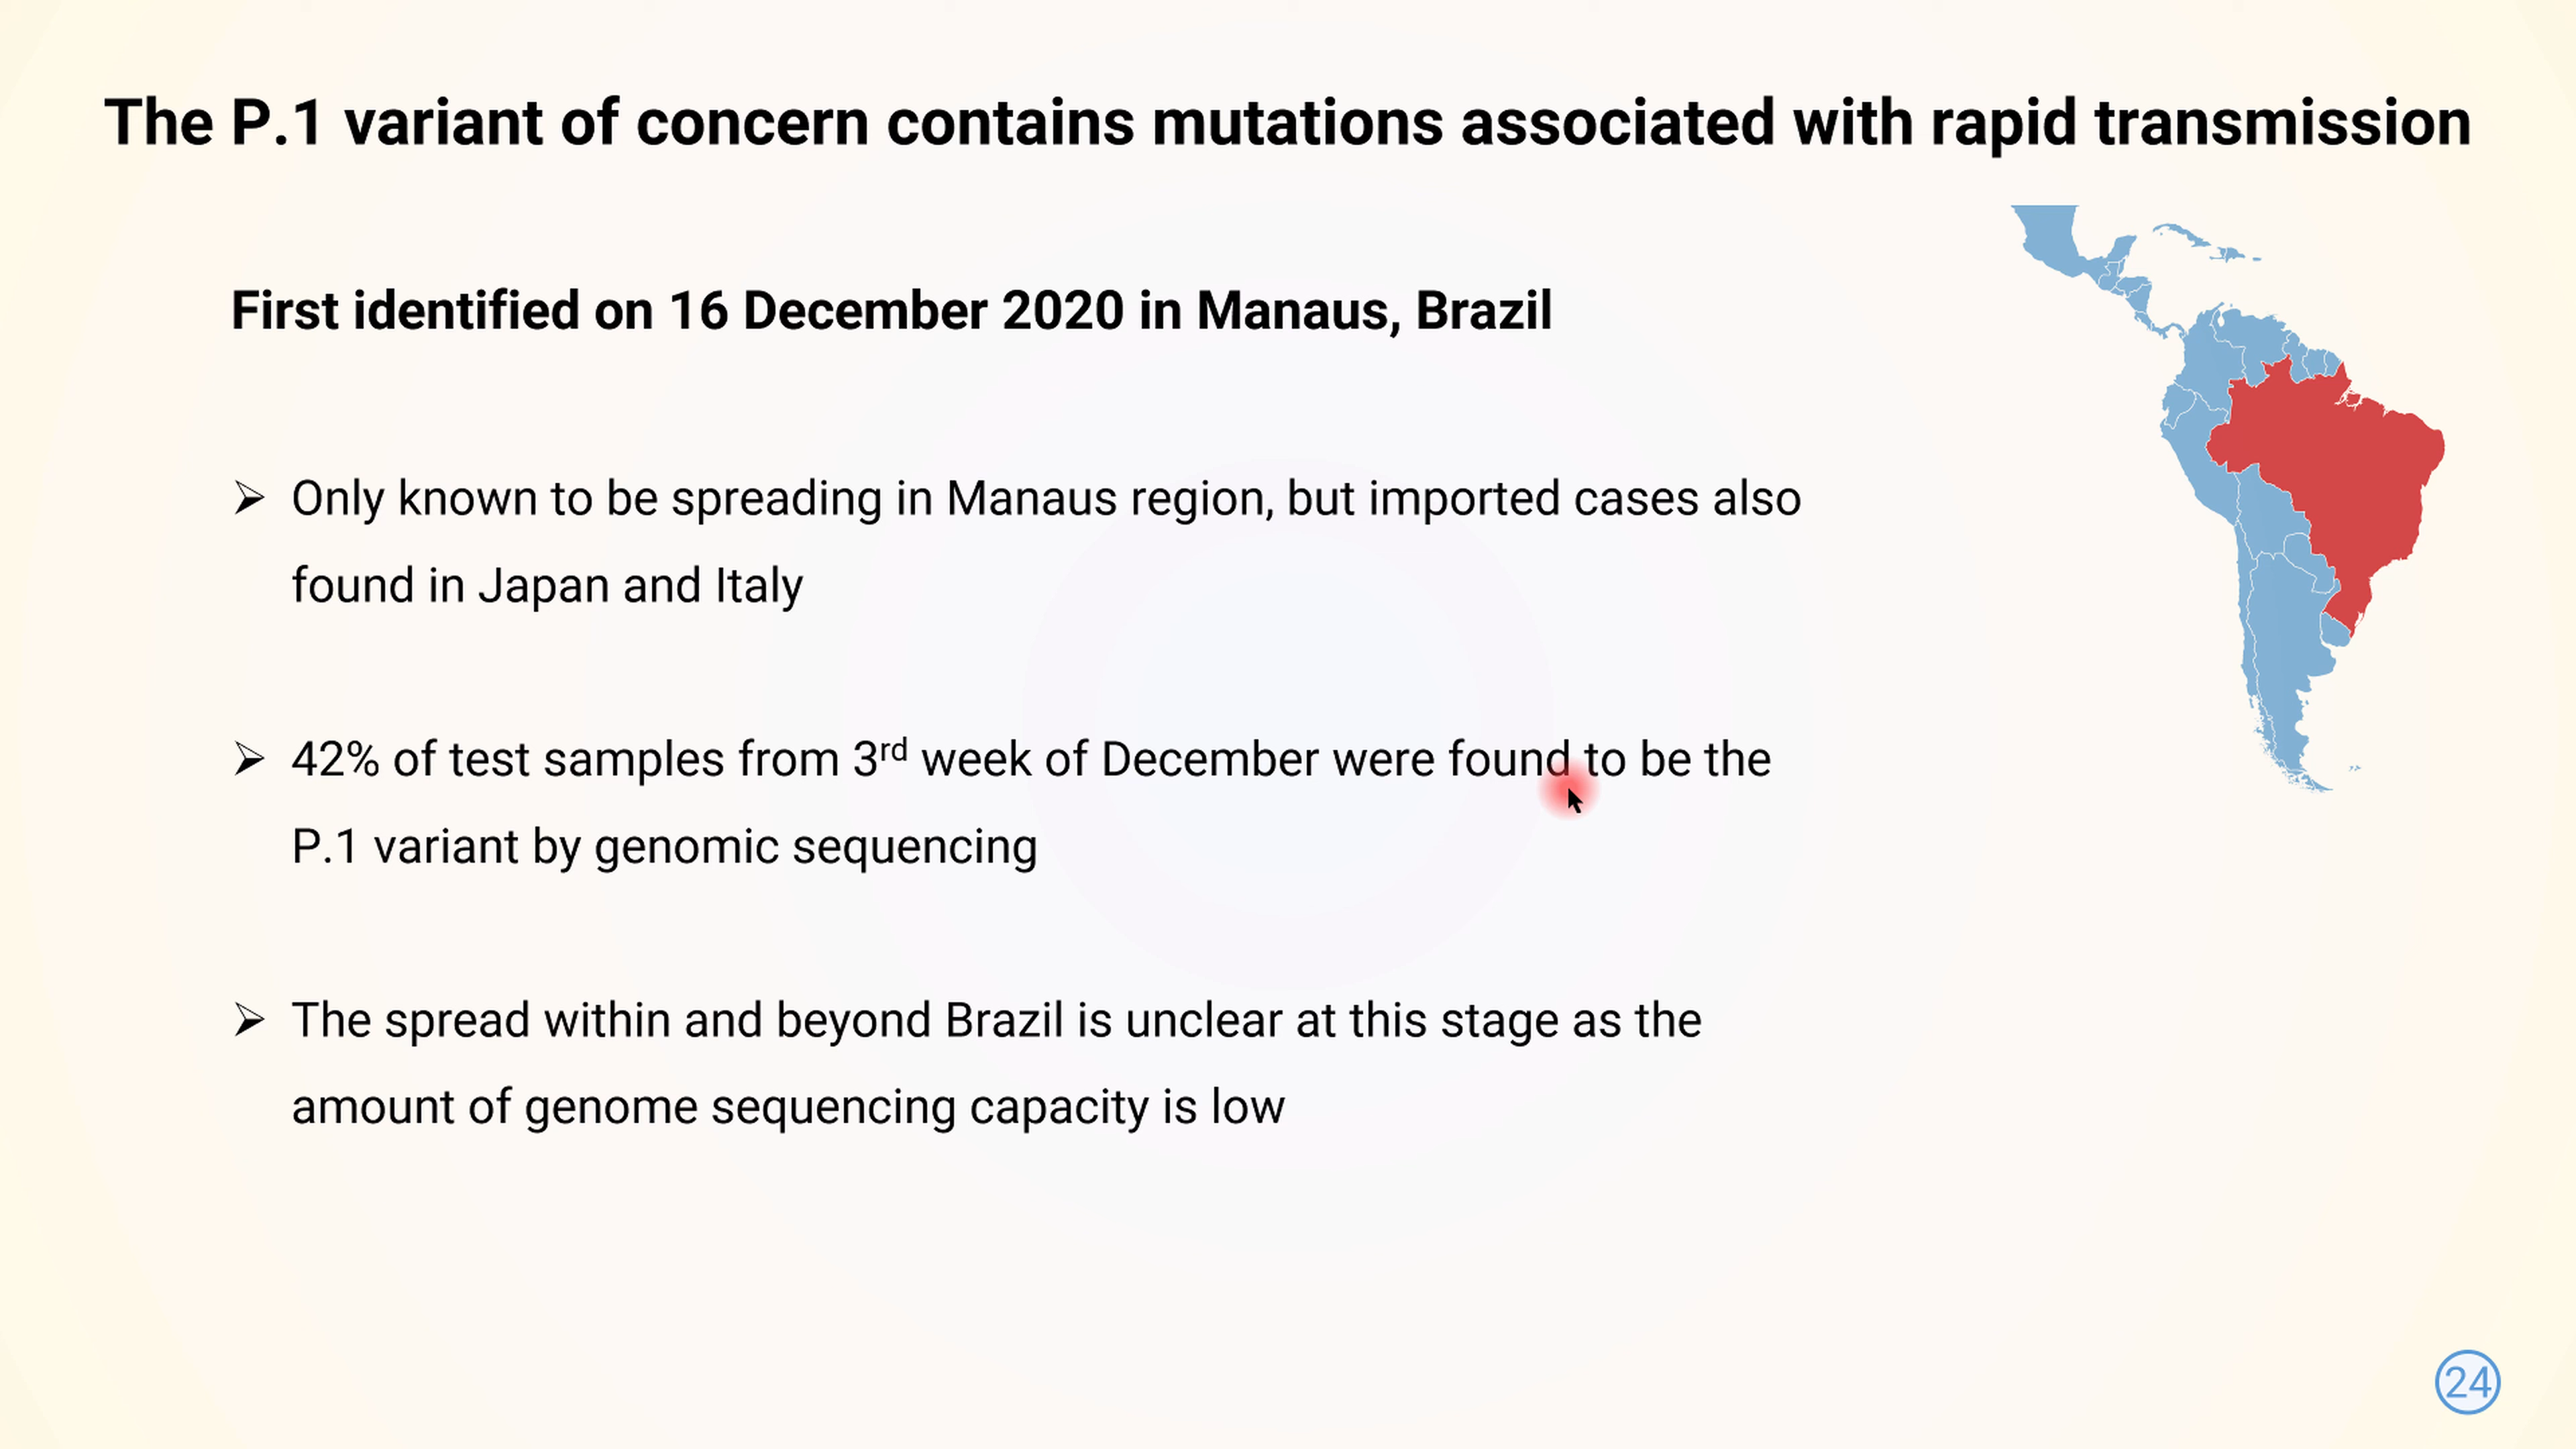 The P.1 variant of concern contains mutations associated with rapid transmission
First identified on 16 December 2020 in Manaus, Brazil
➢ Only known to be spreading in Manaus region, but imported cases also
found in Japan and Italy
➢ 42% of test samples from 3rd week of December were found to be the
P.1 variant by genomic sequencing
➢ The spread within and beyond Brazil is unclear at this stage as the
amount of genome sequencing capacity is low
24